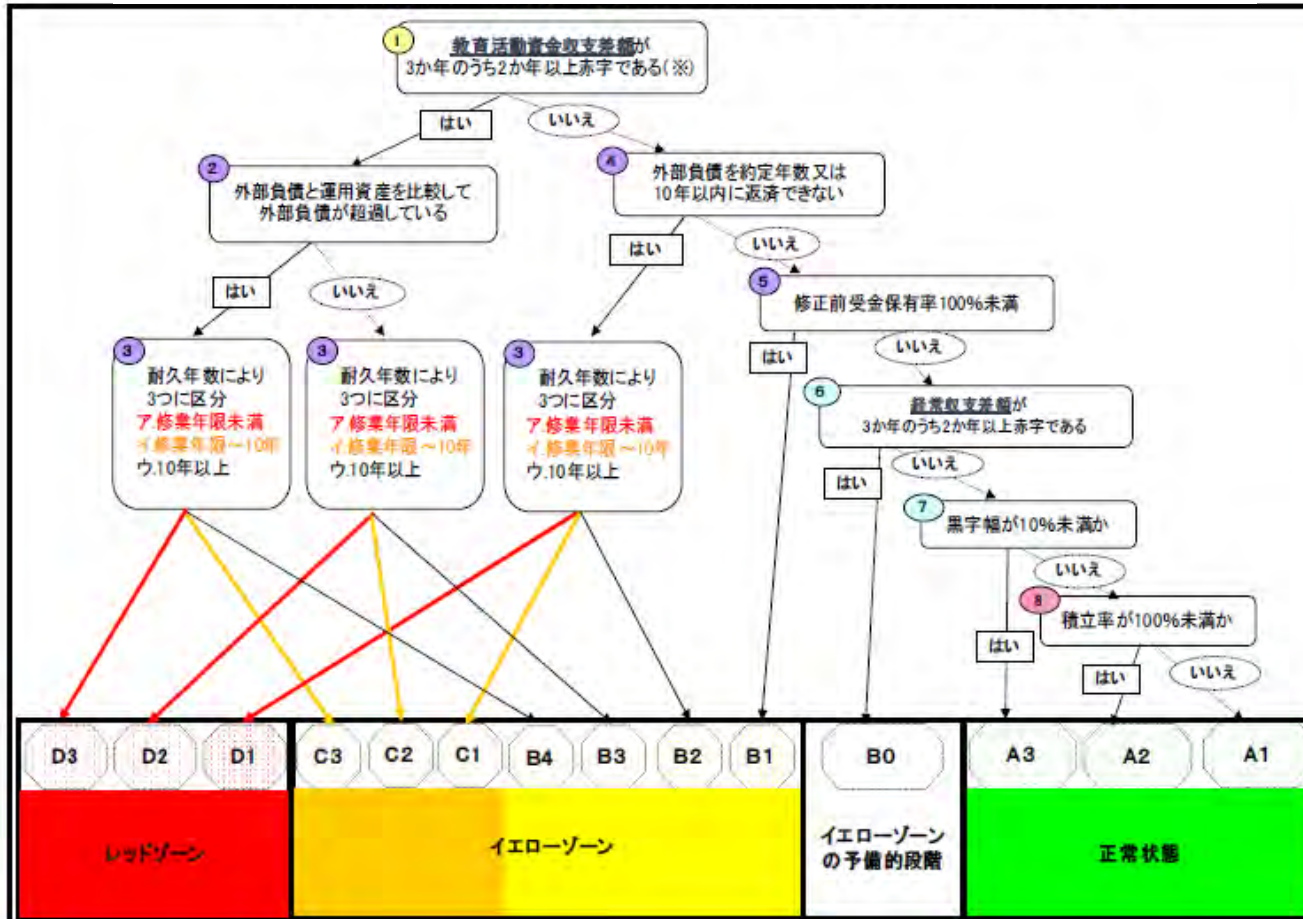 1
教育活動資金収支差額が
3か年のうち2か年以上赤字である(※)
はい
いいえ
2
外部負債と運用資産を比較して
外部負債が超過している
4
外部負債を約定年数又は
10年以内に返済できない
はい
いいえ
はい
いいえ
5
修正前受金保有率100%未満
3
耐久年数により
3つに区分
ア.修業年限未満
イ.修業年限～10年
ウ.10年以上
3
耐久年数により
3つに区分
ア.修業年限未満
イ.修業年限～10年
ウ.10年以上
3
耐久年数により
3つに区分
ア.修業年限未満
イ.修業年限～10年
ウ.10年以上
はい
いいえ
6
経常収支差額が
3か年のうち2か年以上赤字である
はい
いいえ
7
黒字幅が10%未満か
はい
いいえ
8
積立率が100%未満か
はい
いいえ
D3
D2
D1
C3
C2
C1
B4
B3
B2
B1
B0
A3
A2
A1
レッドゾーン
イエローゾーン
イエローゾーン
の予備的段階
正常状態